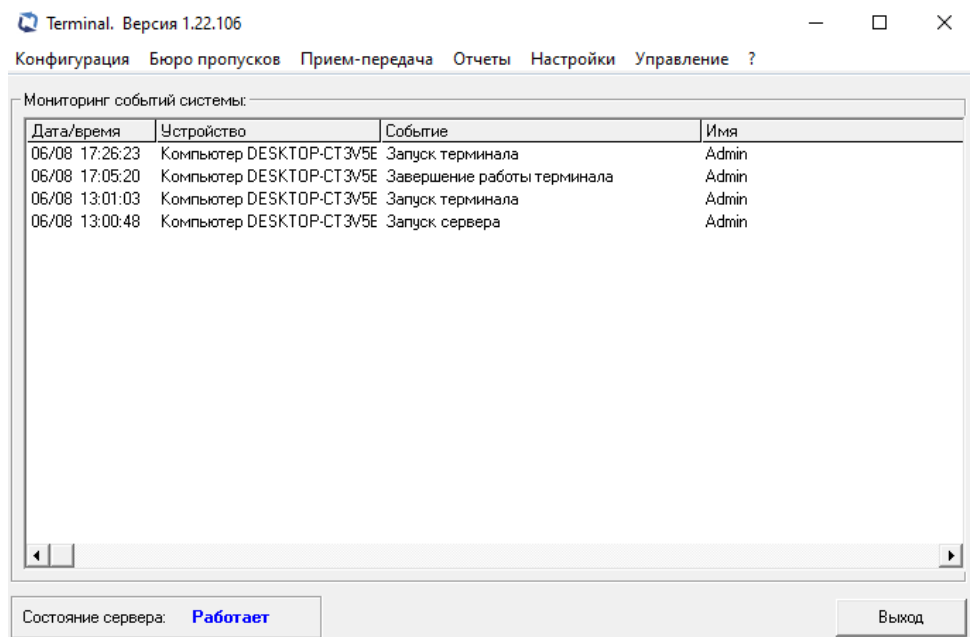 Terminal. Версия 1.22.106
Конфигурация Бюро пропусков Прием-передача Отчеты Настройки Управление ?
Мониторинг событий системы:
Дата/время Устройство Событие Имя
06/08 17:26:23 Компьютер DESKTOP-CT3V5E Запуск терминала Admin
06/08 17:05:20 Компьютер DESKTOP-CT3V5E Завершение работы терминала Admin
06/08 13:01:03 Компьютер DESKTOP-CT3V5E Запуск терминала Admin
06/08 13:00:48 Компьютер DESKTOP-CT3V5E Запуск сервера Admin
Состояние сервера: Работает Выход